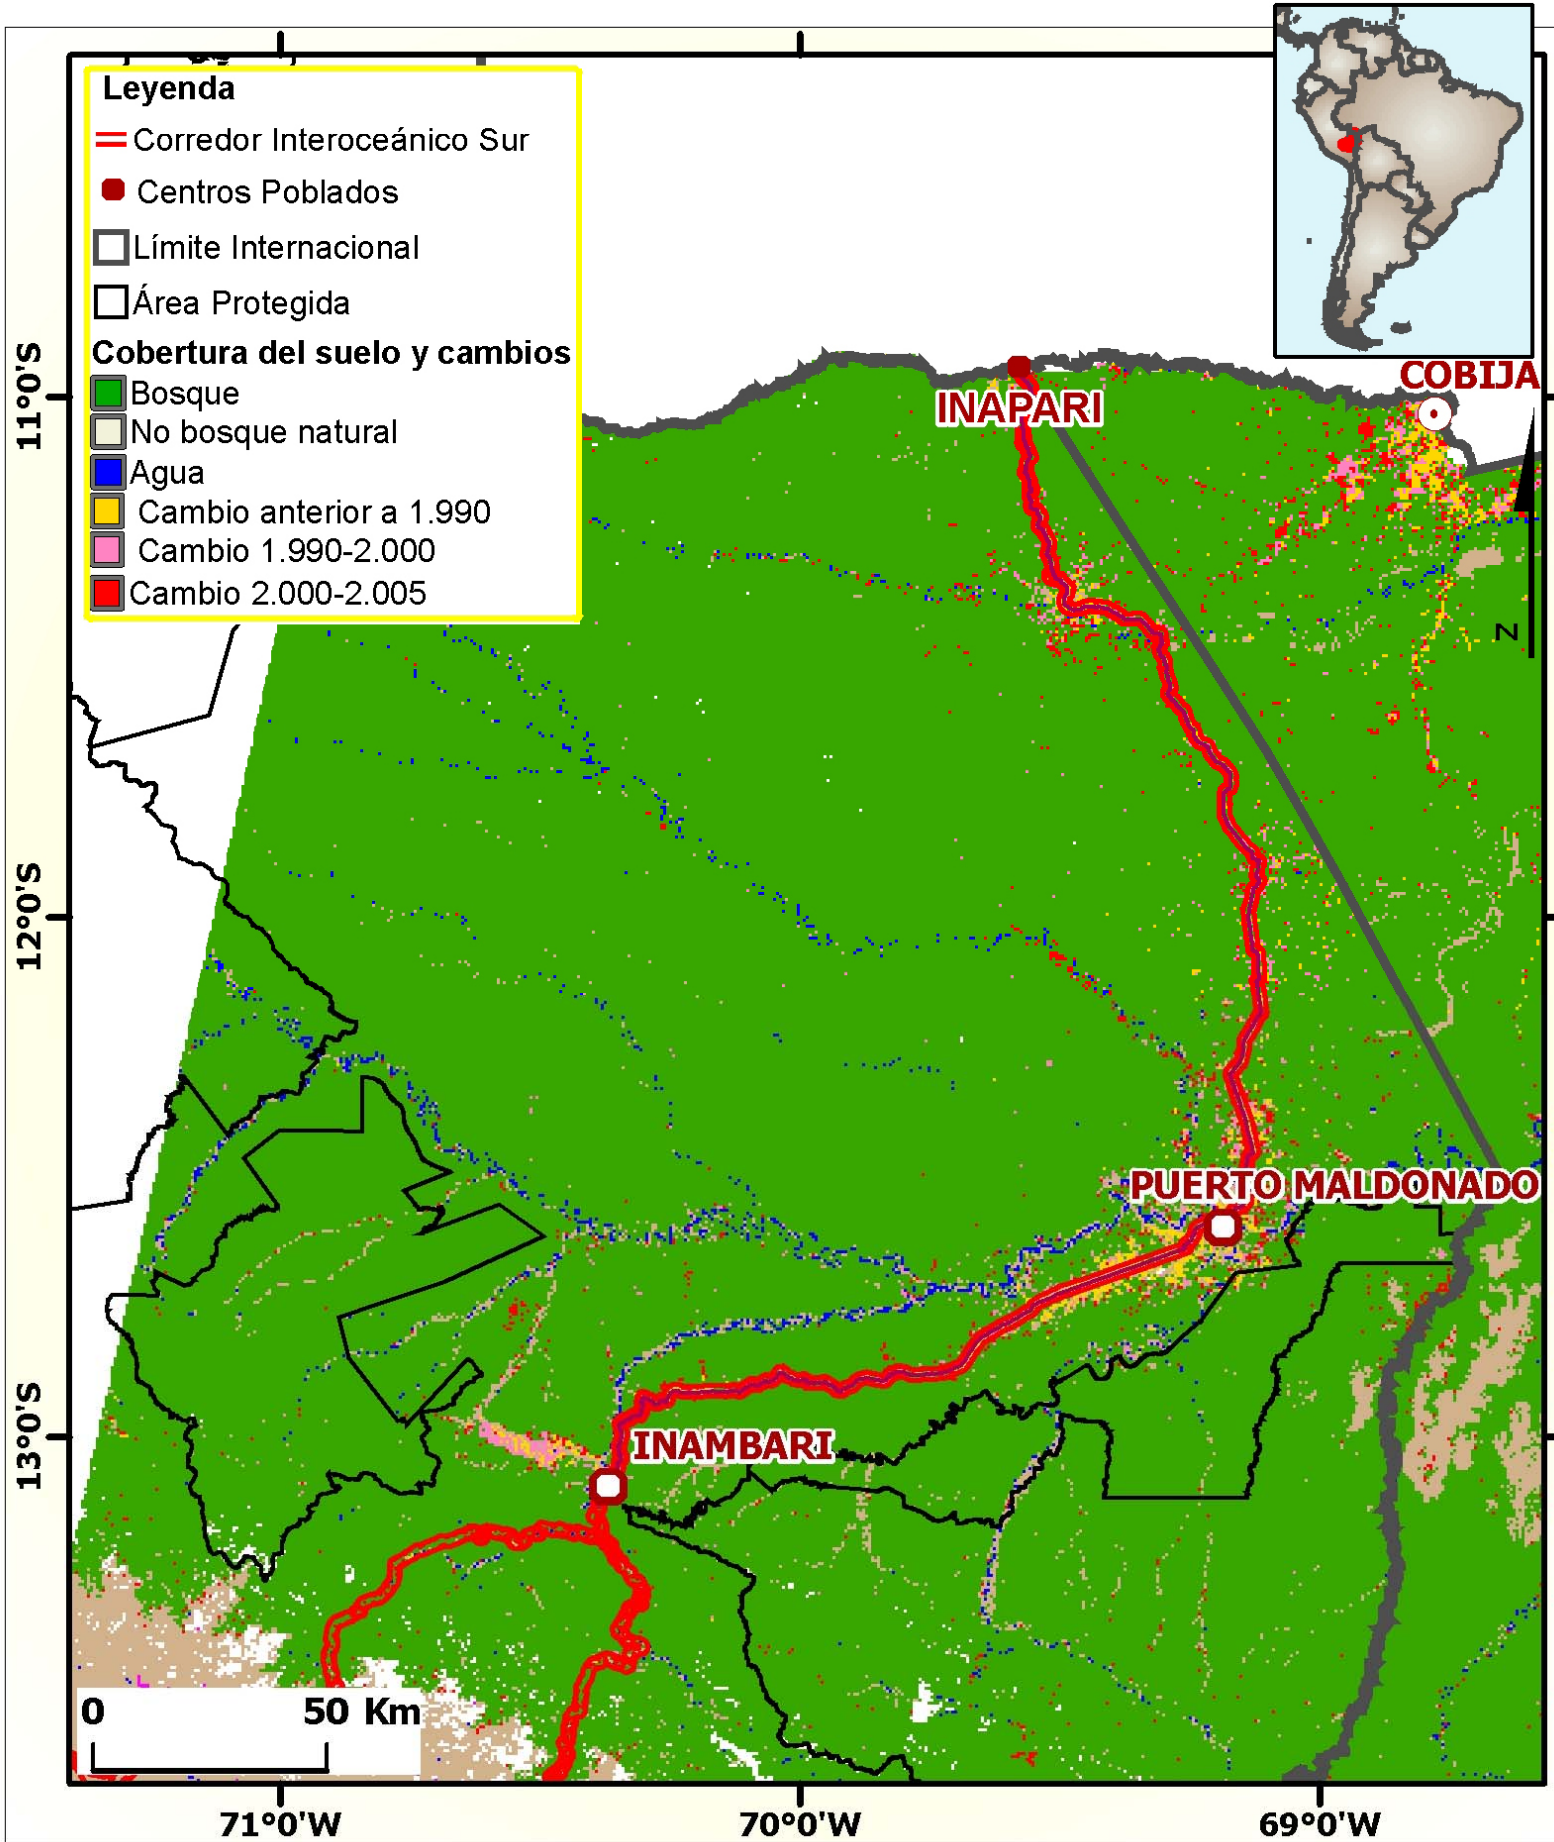 Leyenda
Corredor Interoceánico Sur
Centros Poblados
Límite Internacional
Área Protegida
Cobertura del suelo y cambios
Bosque
No bosque natural
Agua
Cambio anterior a 1.990
Cambio 1.990-2.000
Cambio 2.000-2.005
COBIJA
INAPARI
N
PUERTO MALDONADO
INAMBARI
11°0'S
12°0'S
13°0'S
0 50 Km
71°0'W 70°0'W 69°0'W